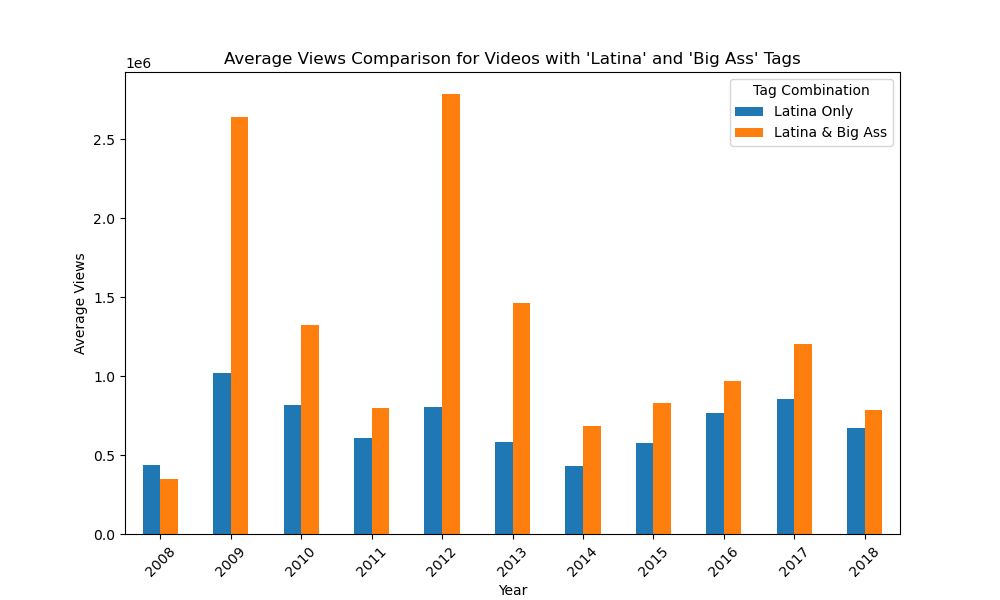 Average Views Comparison for Videos with 'Latina' and 'Big Ass' Tags
1e6
Tag Combination
Latina Only
Latina & Big Ass
2.5
2.0
1.5
1.0
0.5
0.0
Average Views
2008
2009
2010
2011
2012
2013
2014
2015
2016
2017
2018
Year